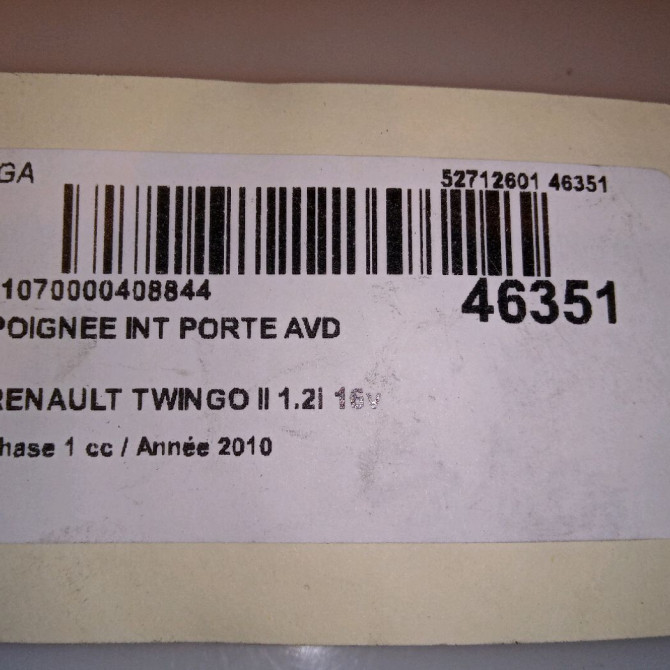 GA
52712601 46351
1070000408844
46351
POIGNEE INT PORTE AVD
RENAULT TWINGO II 1.2i 16v
hase 1 cc / Année 2010